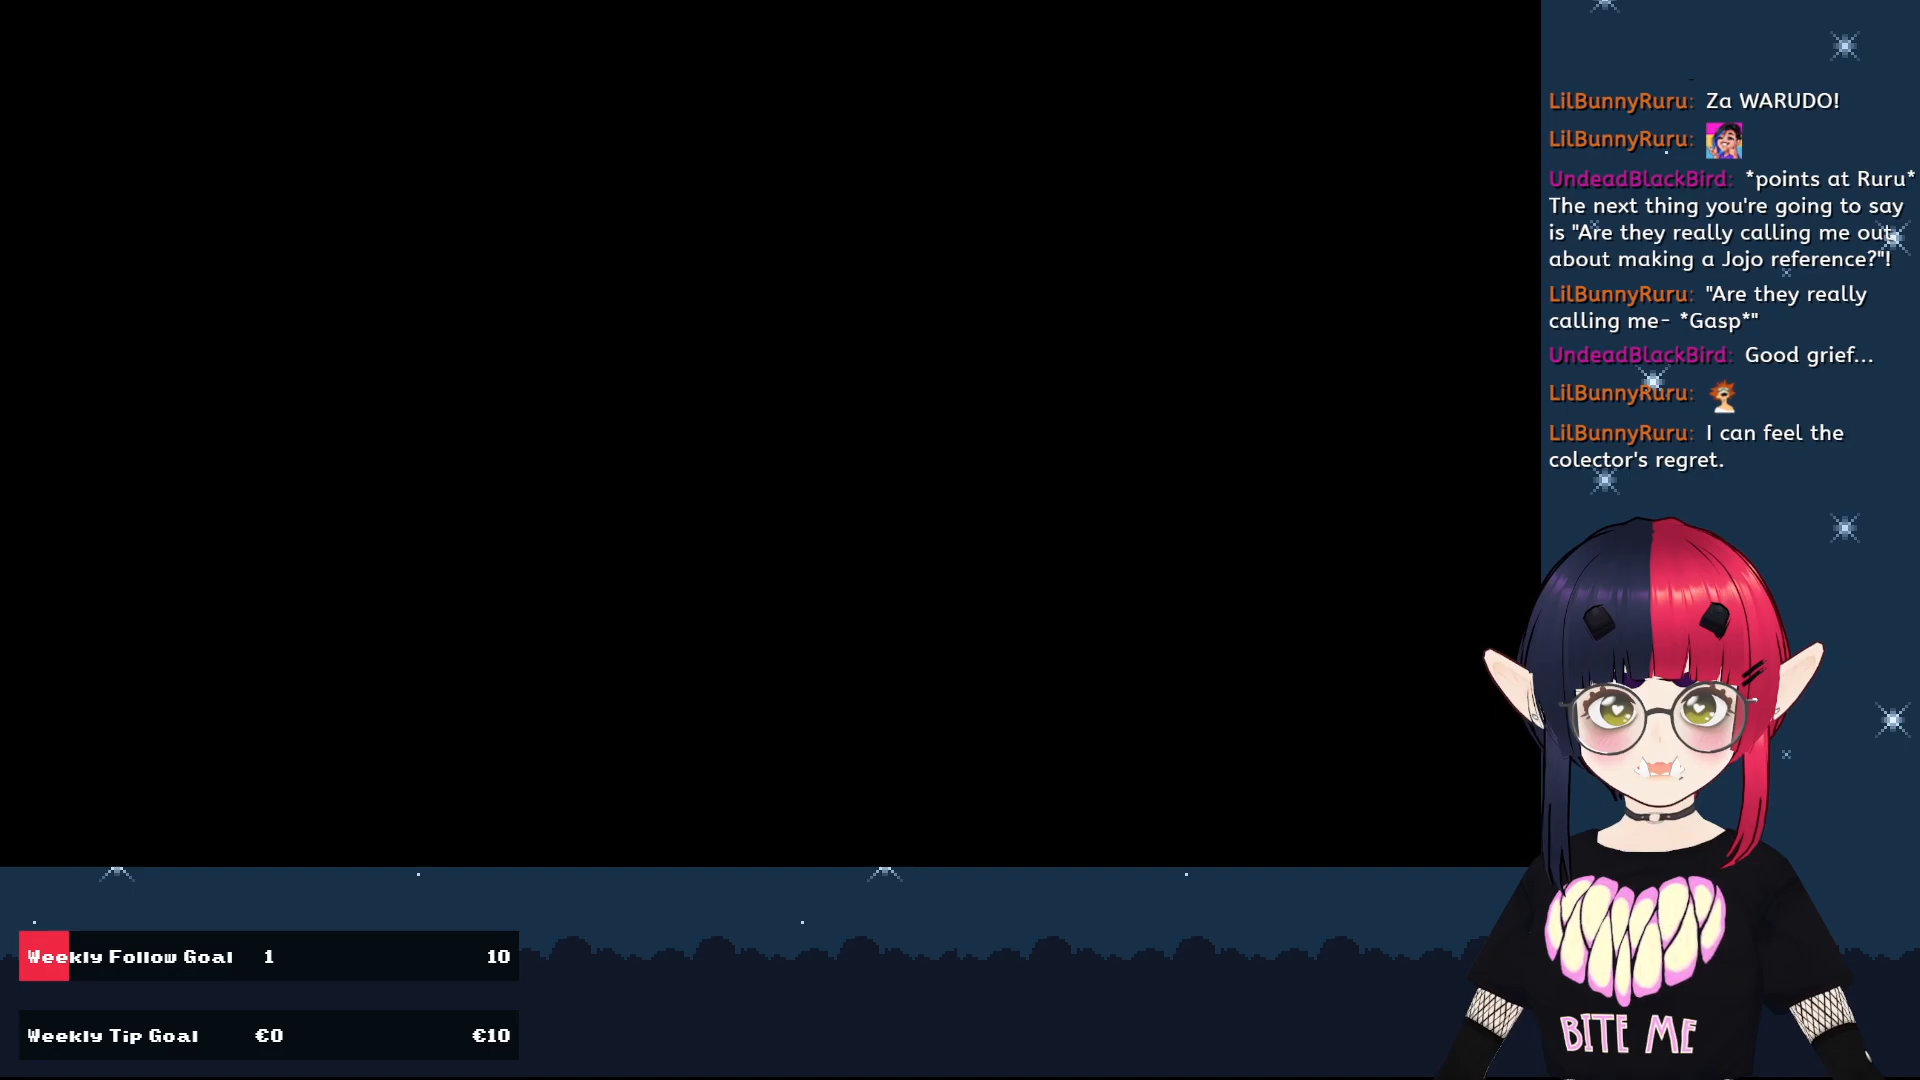 LilBunnyRuru: Za WARUDO!
LilBunnyRuru:
UndeadBlackBird: *points at Ruru*
The next thing you're going to say
is "Are they really calling me out
about making a Jojo reference?"!
LilBunnyRuru: "Are they really
calling me- *Gasp*"
UndeadBlackBird: Good grief...
LilBunnyRuru:
LilBunnyRuru: I can feel the
colector's regret.
Weekly Follow Goal 1 10
Weekly Tip Goal €0 €10
BITE ME